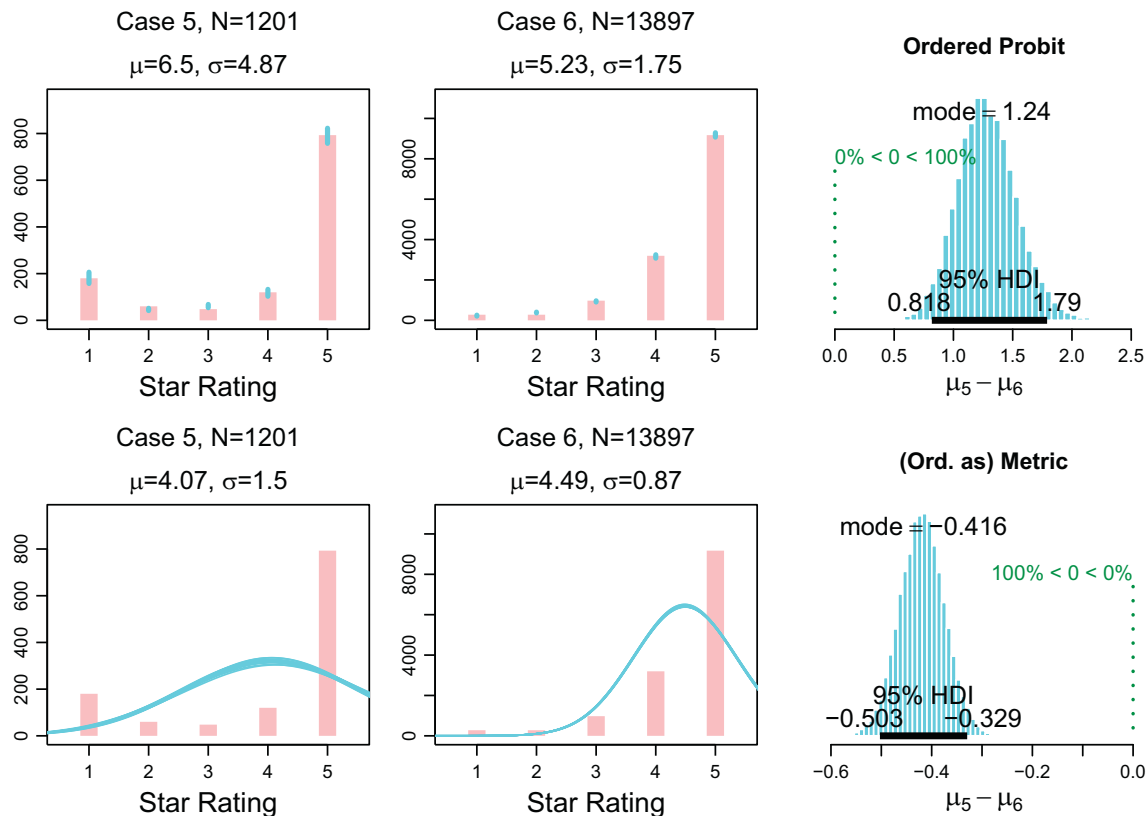 Case 5, N=1201
μ=6.5, σ=4.87
0 200 400 600 800
1 2 3 4 5
Star Rating
Case 6, N=13897
μ=5.23, σ=1.75
0 4000 8000
1 2 3 4 5
Star Rating
Ordered Probit
mode = 1.24
0% < 0 < 100%
95% HDI
0.818 1.79
0.0 0.5 1.0 1.5 2.0 2.5
μ5 − μ6
Case 5, N=1201
μ=4.07, σ=1.5
0 200 400 600 800
1 2 3 4 5
Star Rating
Case 6, N=13897
μ=4.49, σ=0.87
0 4000 8000
1 2 3 4 5
Star Rating
(Ord. as) Metric
mode = −0.416
100% < 0 < 0%
95% HDI
−0.503 −0.329
−0.6 −0.4 −0.2 0.0
μ5 − μ6